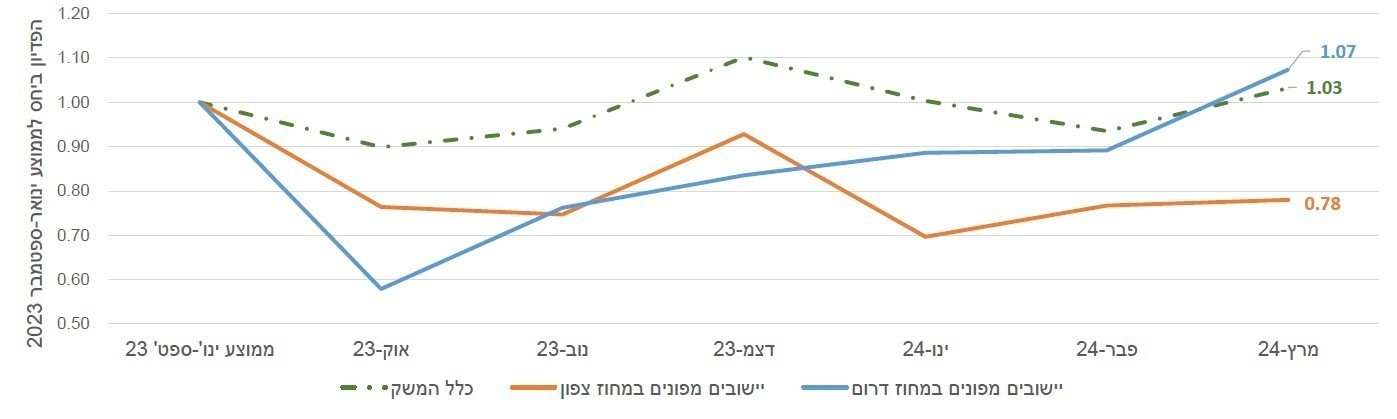 הפדיון ביחס לממוצע ינואר-ספטמבר 2023
1.20
1.10
1.00
0.90
0.80
0.70
0.60
0.50
1.07
1.03
0.78
ממוצע ינו'-ספט' 23
אוק-23
נוב-23
דצמ-23
ינו-24
פבר-24
מרץ-24
כלל המשק
יישובים מפונים במחוז צפון
יישובים מפונים במחוז דרום